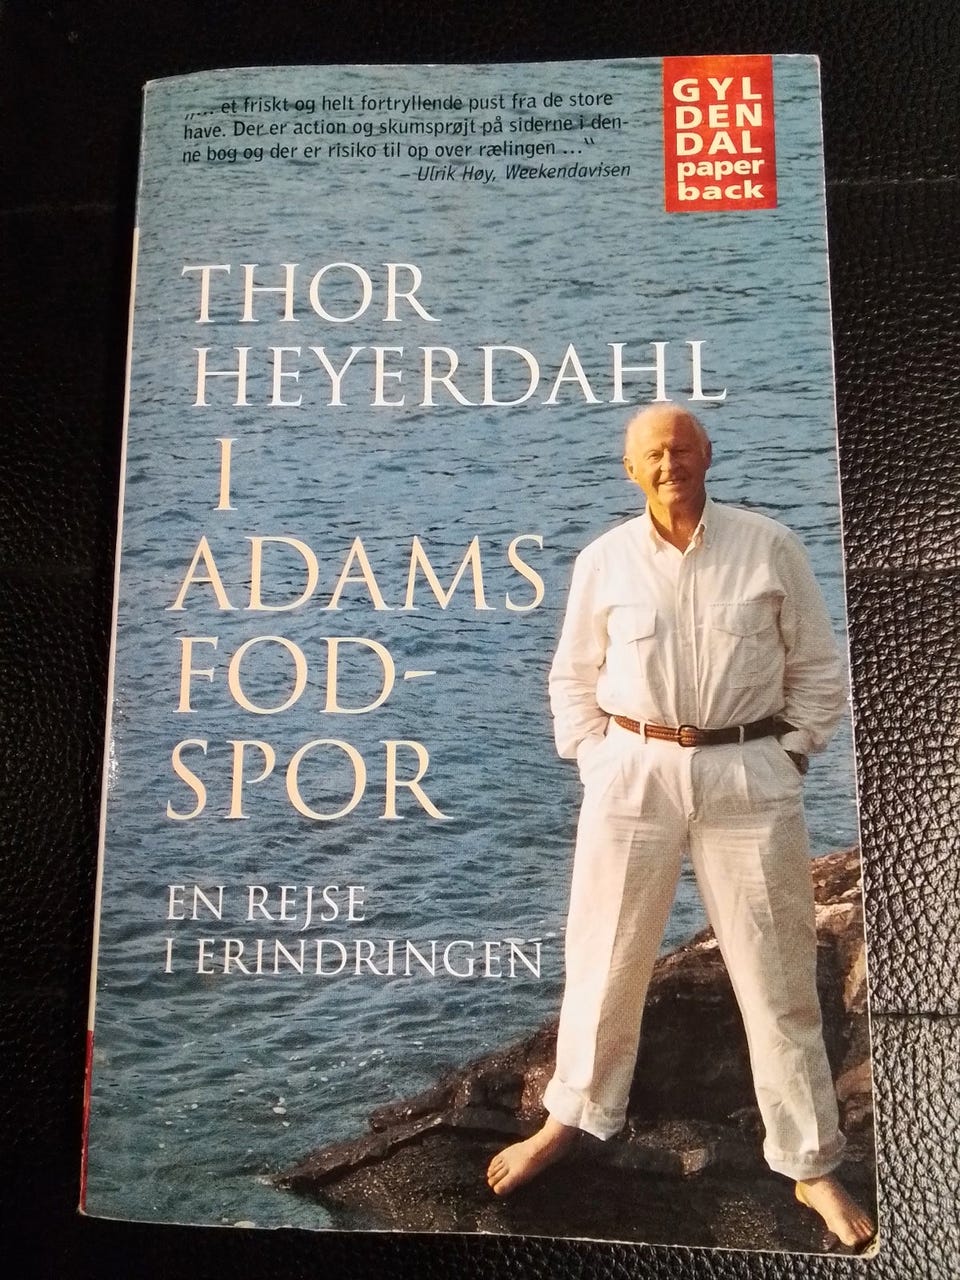 „... et friskt og helt fortryllende pust fra de store
have. Der er action og skumsprøjt på siderne i den-
ne bog og der er risiko til op over rælingen ..."
– Ulrik Høy, Weekendavisen
GYL
DEN
DAL
paper
back
THOR
HEYERDAHL
I
ADAMS
FOD-
SPOR
EN REJSE
I ERINDRINGEN